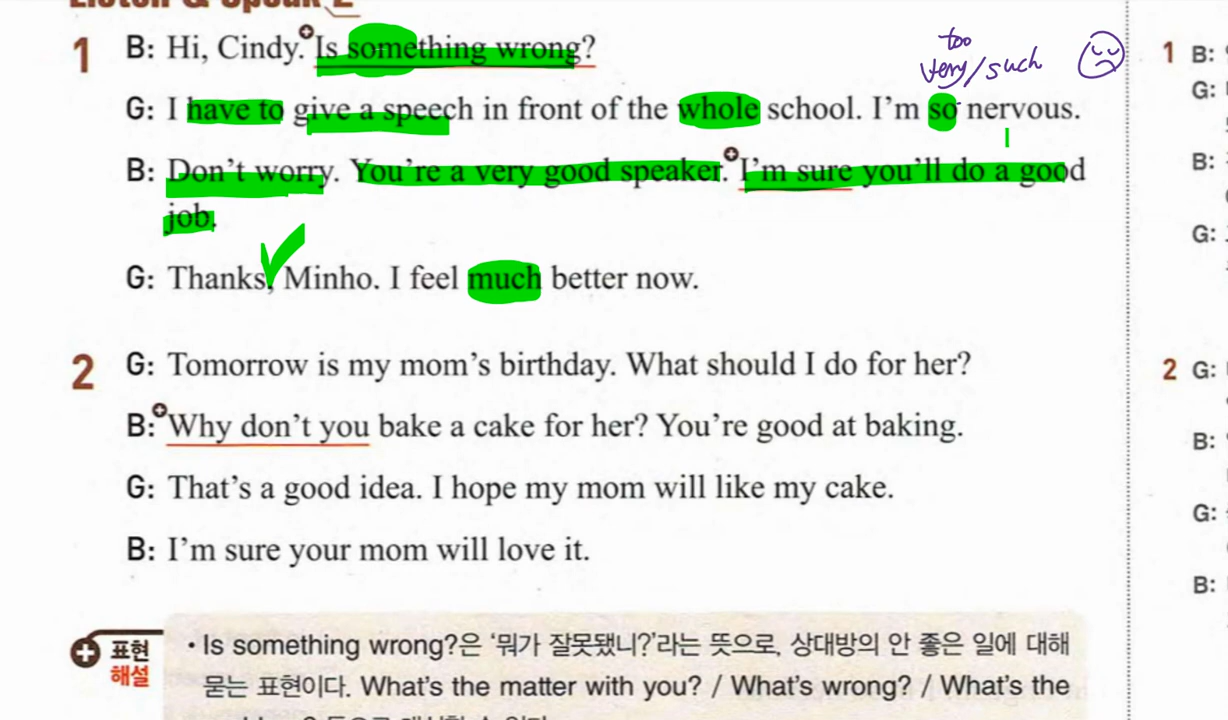 Listen & Speak 2
too
very/such
1 B: Hi, Cindy. Is something wrong?
G: I have to give a speech in front of the whole school. I'm so nervous.
B: Don't worry. You're a very good speaker. I'm sure you'll do a good
job.
G: Thanks, Minho. I feel much better now.
2 G: Tomorrow is my mom's birthday. What should I do for her?
B: Why don't you bake a cake for her? You're good at baking.
G: That's a good idea. I hope my mom will like my cake.
B: I'm sure your mom will love it.
표현
해설
• Is something wrong?은 '뭐가 잘못됐니?'라는 뜻으로, 상대방의 안 좋은 일에 대해
묻는 표현이다. What's the matter with you? / What's wrong? / What's the
1 B:
G:
B:
G:
2 G:
B:
G:
B: